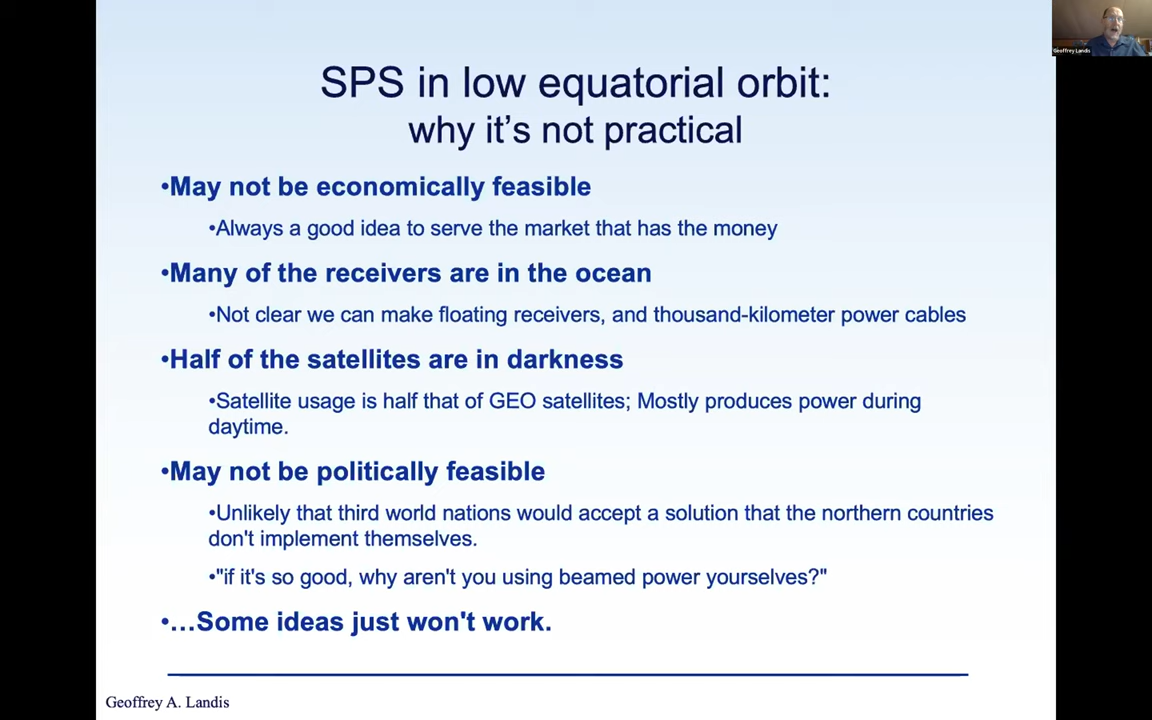 Geoffrey Landis
SPS in low equatorial orbit:
why it's not practical
•May not be economically feasible
•Always a good idea to serve the market that has the money
•Many of the receivers are in the ocean
•Not clear we can make floating receivers, and thousand-kilometer power cables
•Half of the satellites are in darkness
•Satellite usage is half that of GEO satellites; Mostly produces power during
daytime.
•May not be politically feasible
•Unlikely that third world nations would accept a solution that the northern countries
don't implement themselves.
•"if it's so good, why aren't you using beamed power yourselves?"
•…Some ideas just won't work.
Geoffrey A. Landis